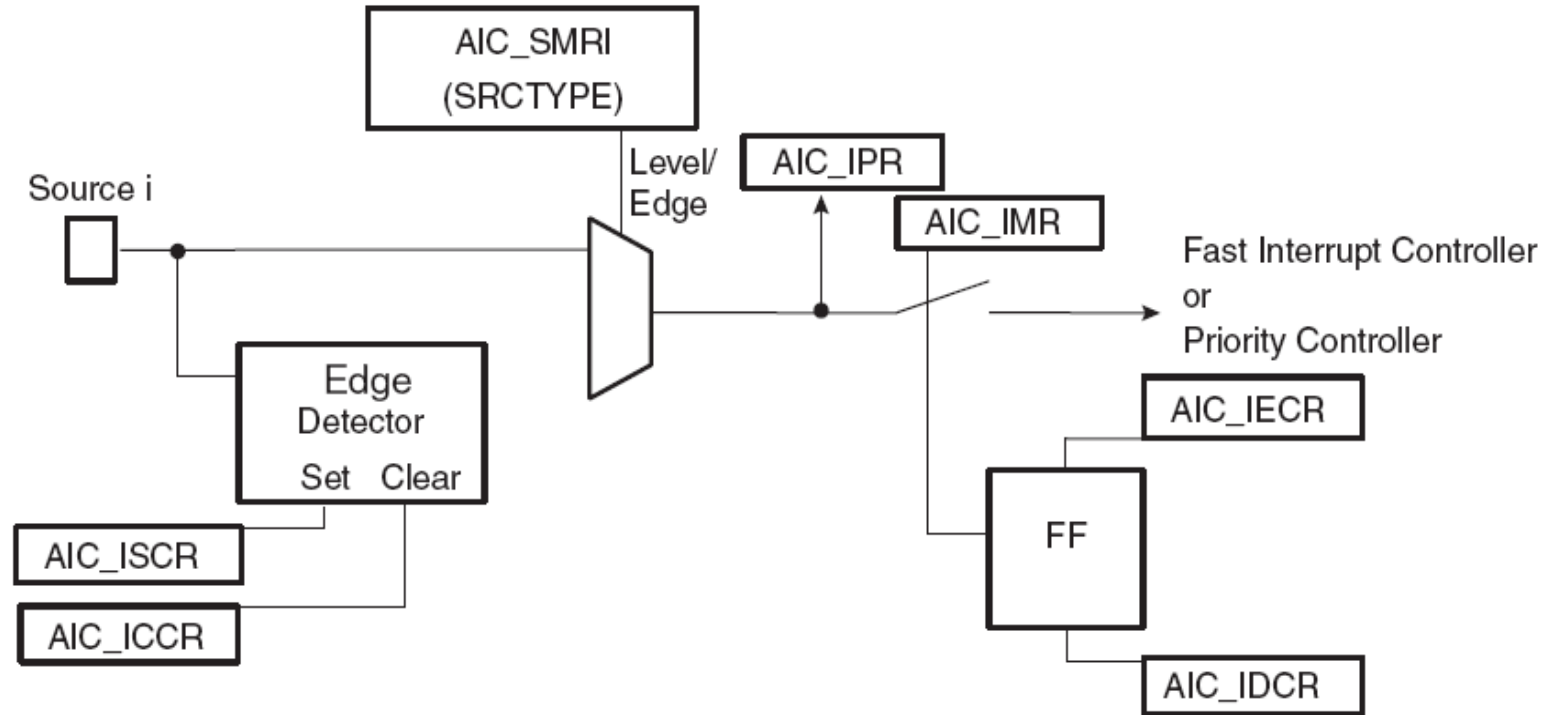 AIC_SMRI
(SRCTYPE)
Level/
Edge
AIC_IPR
Source i
AIC_IMR
Fast Interrupt Controller
or
Priority Controller
Edge
Detector
Set Clear
AIC_IECR
FF
AIC_ISCR
AIC_ICCR
AIC_IDCR